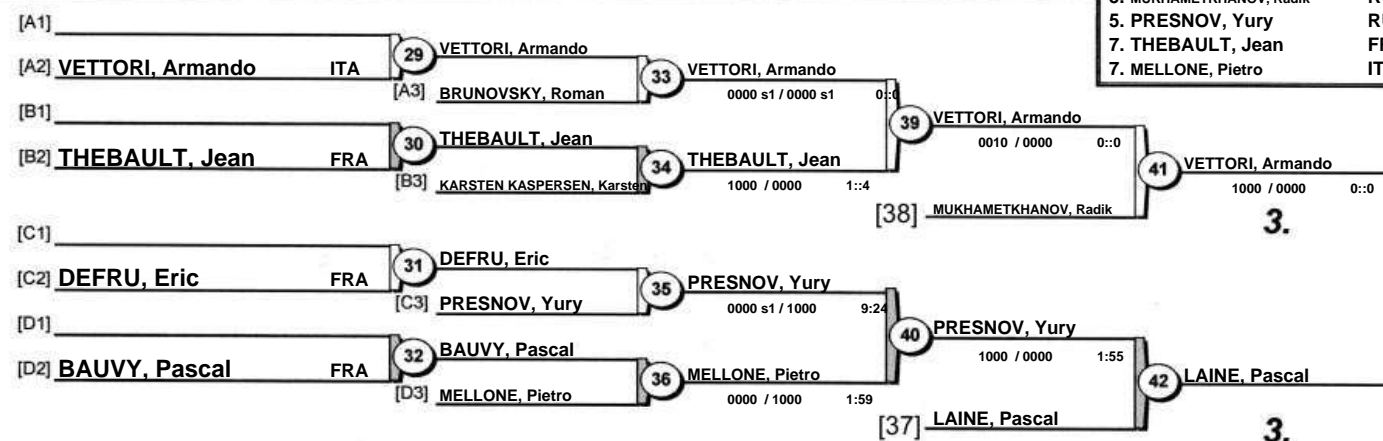 5. MUKHAMETKHANOV, Radik
5. PRESNOV, Yury
7. THEBAULT, Jean
7. MELLONE, Pietro
[A1]
[A2] VETTORI, Armando ITA
29
VETTORI, Armando
[A3] BRUNOVSKY, Roman
33
VETTORI, Armando
0000 s1 / 0000 s1 0::0
[B1]
[B2] THEBAULT, Jean FRA
30
THEBAULT, Jean
[B3] KARSTEN KASPERSEN, Karsten
34
THEBAULT, Jean
1000 / 0000 1::4
39
VETTORI, Armando
0010 / 0000 0::0
[38] MUKHAMETKHANOV, Radik
41
VETTORI, Armando
1000 / 0000 0::0
3.
[C1]
[C2] DEFRU, Eric FRA
31
DEFRU, Eric
[C3] PRESNOV, Yury
35
PRESNOV, Yury
0000 s1 / 1000 9:24
[D1]
[D2] BAUVY, Pascal FRA
32
BAUVY, Pascal
[D3] MELLONE, Pietro
36
MELLONE, Pietro
0000 / 1000 1:59
40
PRESNOV, Yury
1000 / 0000 1:55
[37] LAINE, Pascal
42
LAINE, Pascal
3.